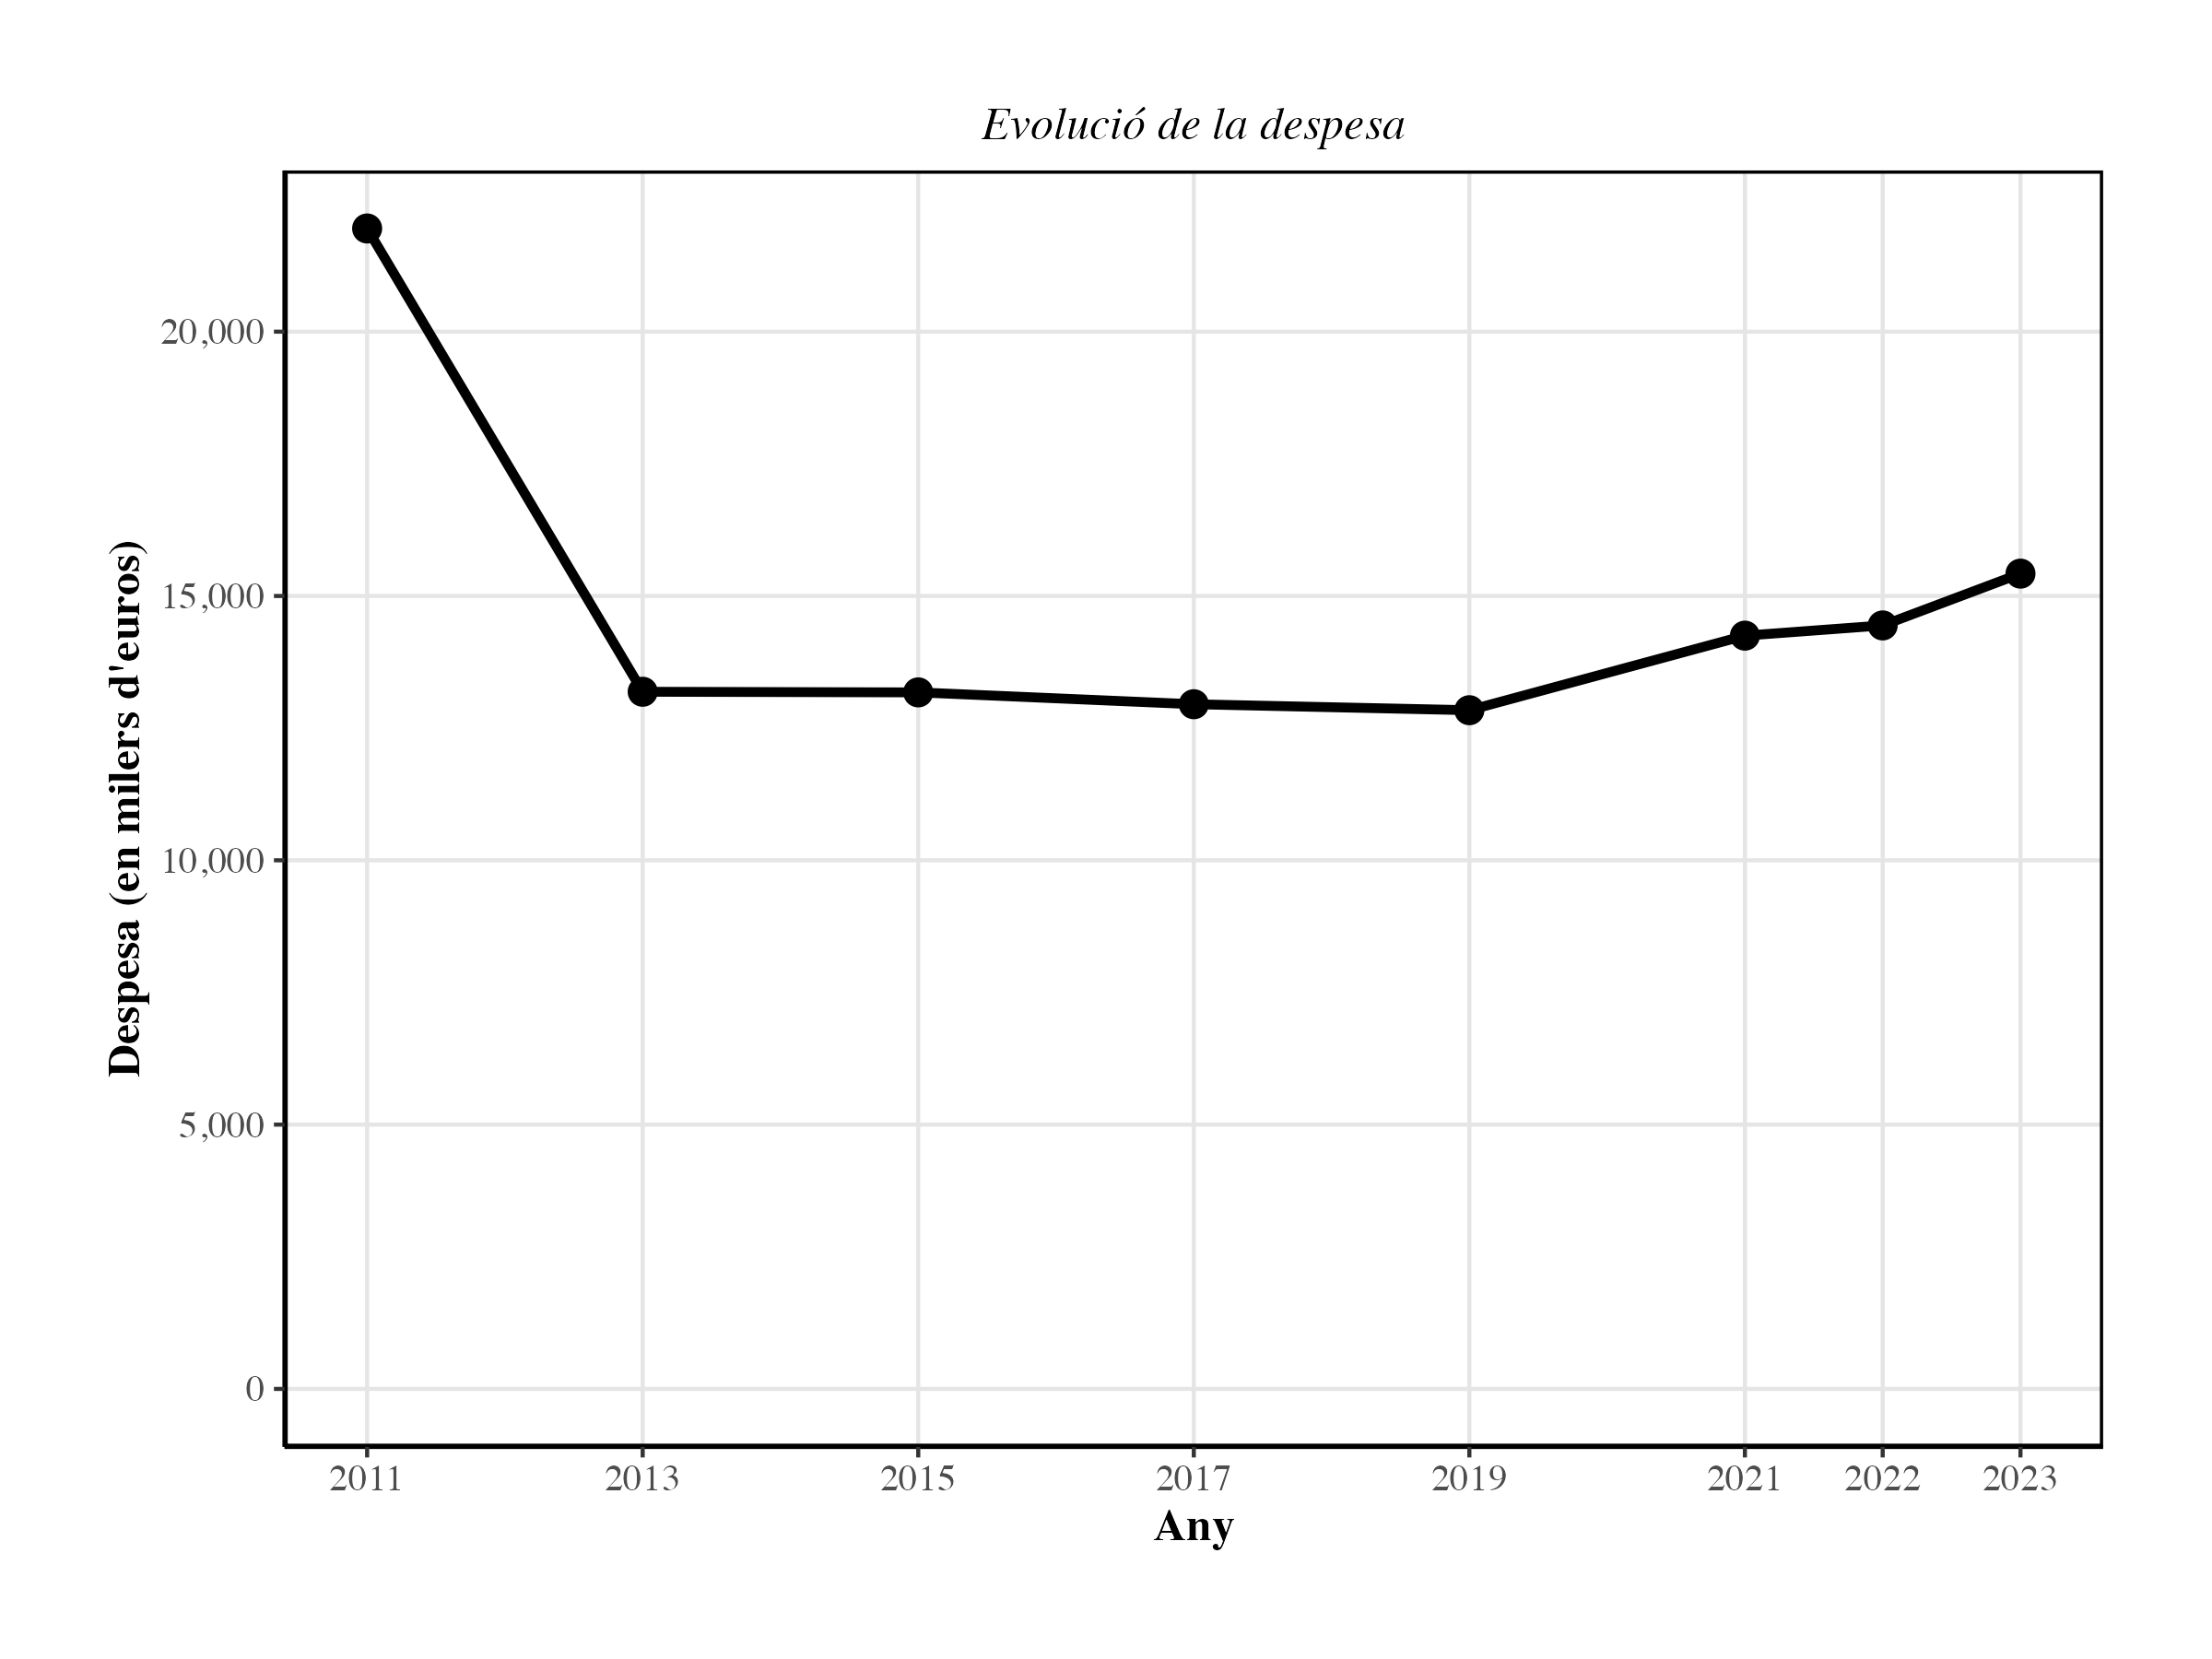 Evolució de la despesa
Despesa (en milers d'euros)
20,000
15,000
10,000
5,000
0
2011 2013 2015 2017 2019 2021 2022 2023
Any